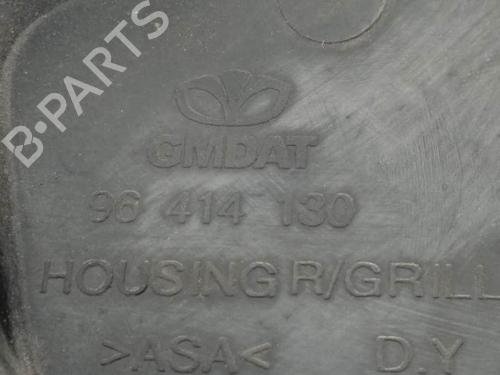 B-PARTS
GMDAT
96 414 130
HOUSING R/GRILL
>ASA< D.Y